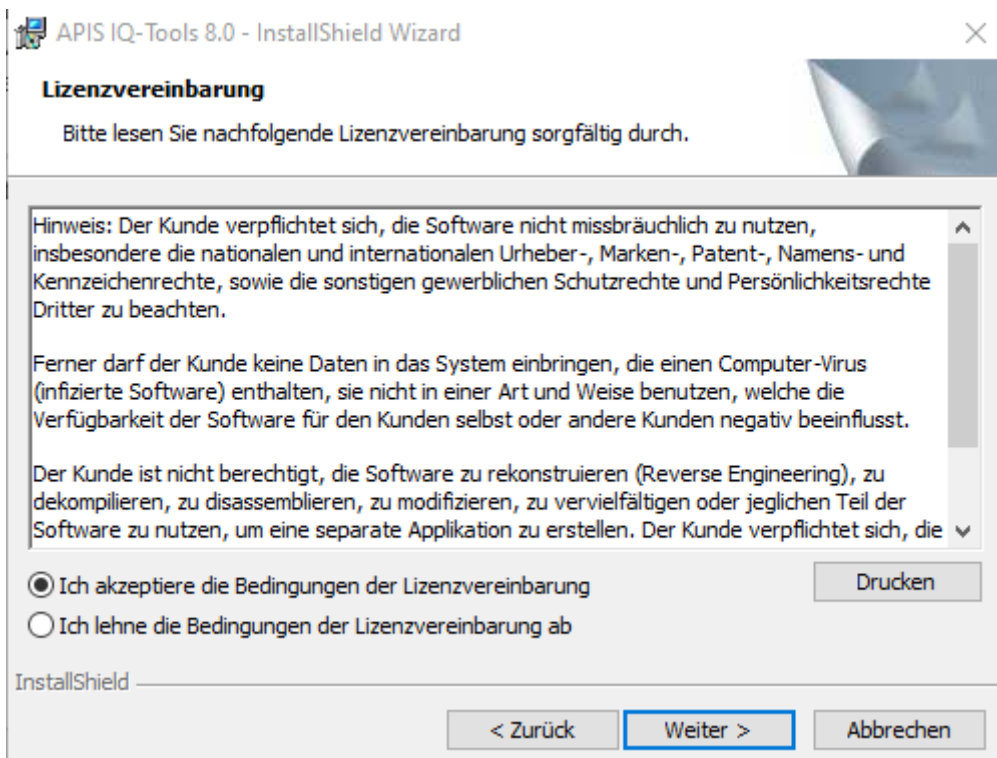 APIS IQ-Tools 8.0 - InstallShield Wizard
Lizenzvereinbarung
Bitte lesen Sie nachfolgende Lizenzvereinbarung sorgfältig durch.
Hinweis: Der Kunde verpflichtet sich, die Software nicht missbräuchlich zu nutzen,
insbesondere die nationalen und internationalen Urheber-, Marken-, Patent-, Namens- und
Kennzeichenrechte, sowie die sonstigen gewerblichen Schutzrechte und Persönlichkeitsrechte
Dritter zu beachten.
Ferner darf der Kunde keine Daten in das System einbringen, die einen Computer-Virus
(infizierte Software) enthalten, sie nicht in einer Art und Weise benutzen, welche die
Verfügbarkeit der Software für den Kunden selbst oder andere Kunden negativ beeinflusst.
Der Kunde ist nicht berechtigt, die Software zu rekonstruieren (Reverse Engineering), zu
dekompilieren, zu disassemblieren, zu modifizieren, zu vervielfältigen oder jeglichen Teil der
Software zu nutzen, um eine separate Applikation zu erstellen. Der Kunde verpflichtet sich, die
Ich akzeptiere die Bedingungen der Lizenzvereinbarung
Drucken
Ich lehne die Bedingungen der Lizenzvereinbarung ab
InstallShield
< Zurück
Weiter >
Abbrechen